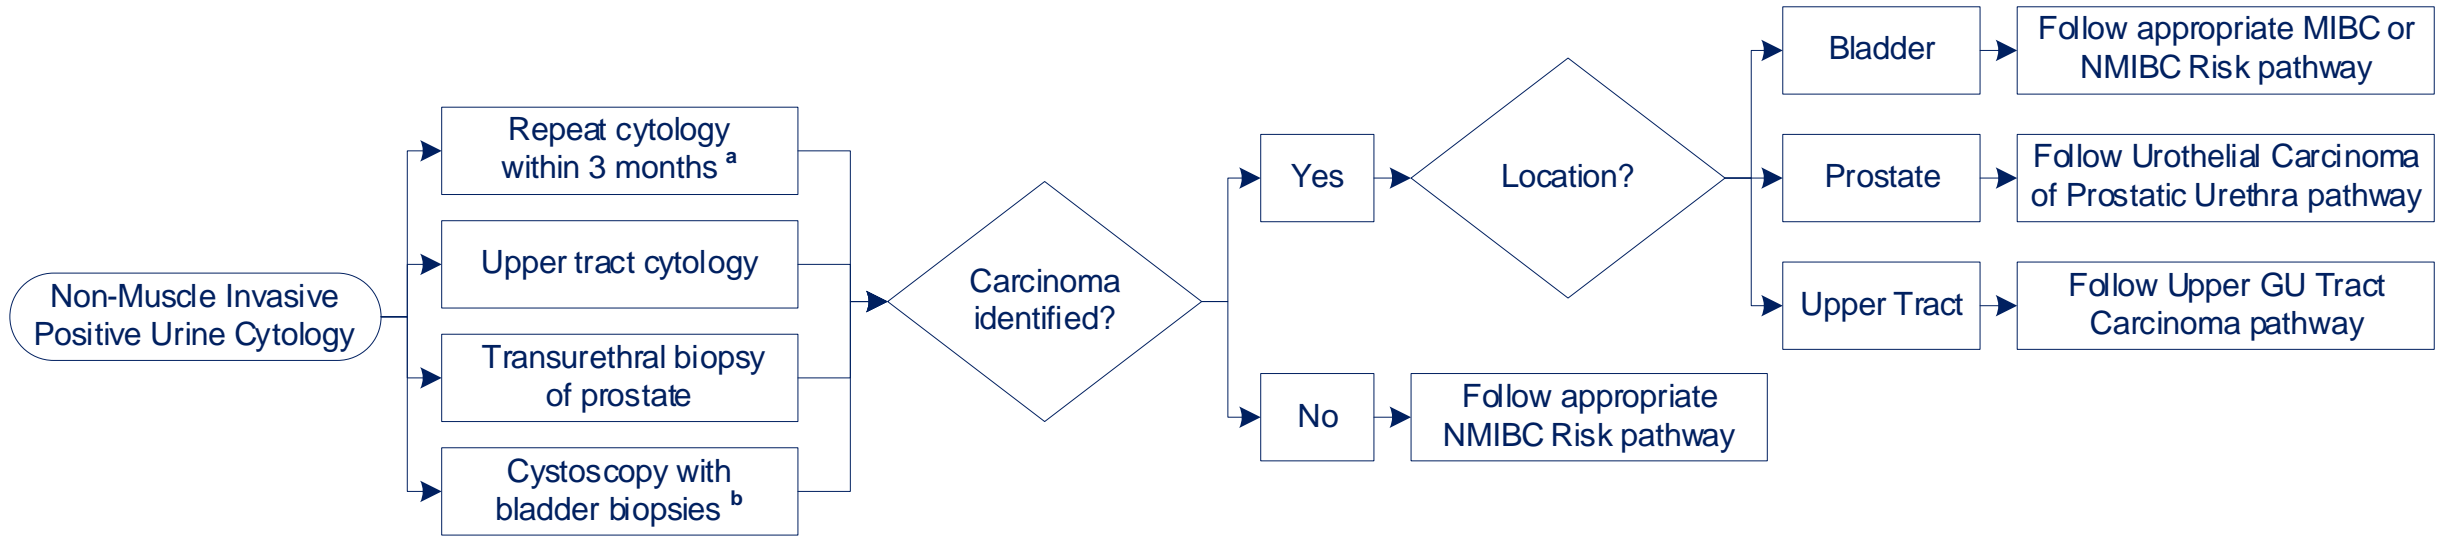 Non-Muscle Invasive
Positive Urine Cytology
Repeat cytology
within 3 months a
Upper tract cytology
Transurethral biopsy
of prostate
Cystoscopy with
bladder biopsies b
Carcinoma
identified?
Yes
No
Follow appropriate
NMIBC Risk pathway
Location?
Bladder
Follow appropriate MIBC or
NMIBC Risk pathway
Prostate
Follow Urothelial Carcinoma
of Prostatic Urethra pathway
Upper Tract
Follow Upper GU Tract
Carcinoma pathway